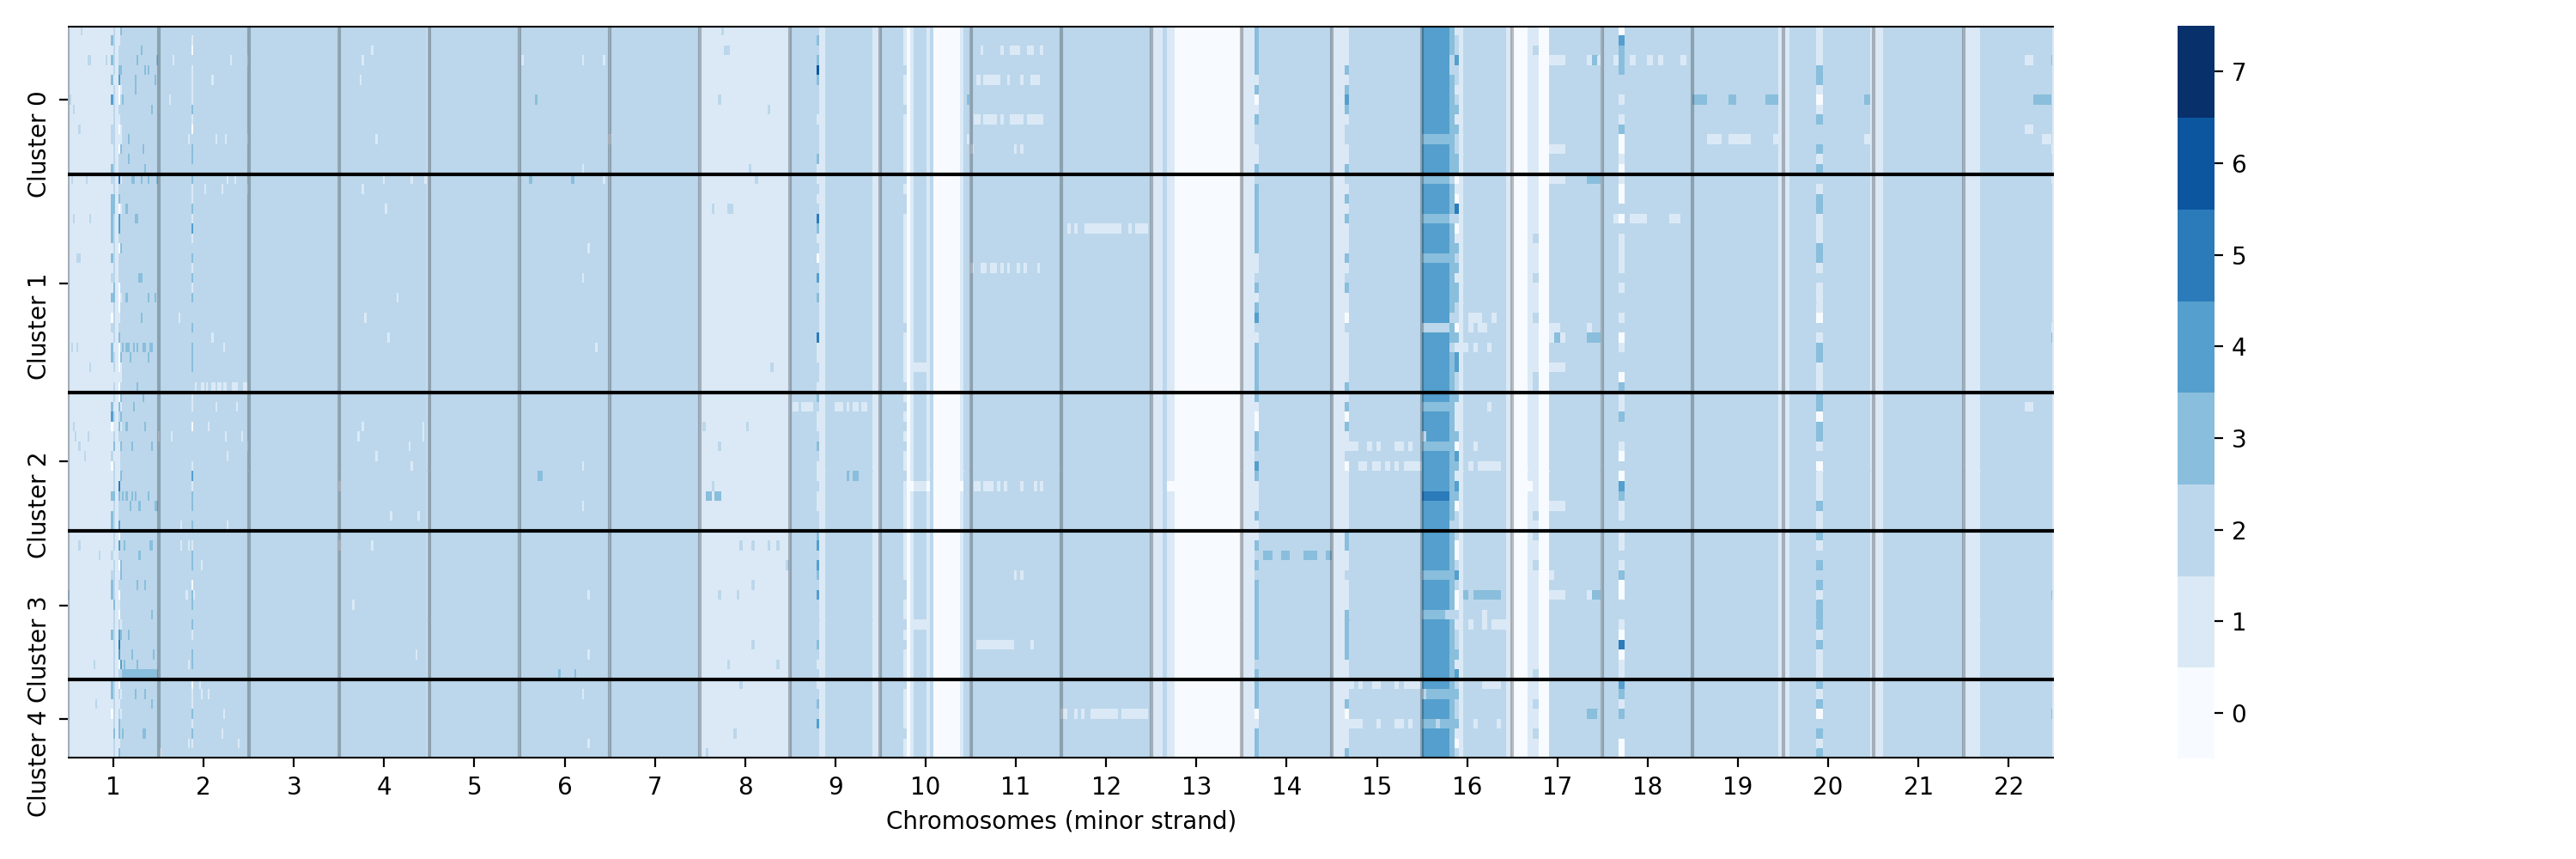 Cluster 0
Cluster 1
Cluster 2
Cluster 3
Cluster 4
1 2 3 4 5 6 7 8 9 10 11 12 13 14 15 16 17 18 19 20 21 22
Chromosomes (minor strand)
7
6
5
4
3
2
1
0